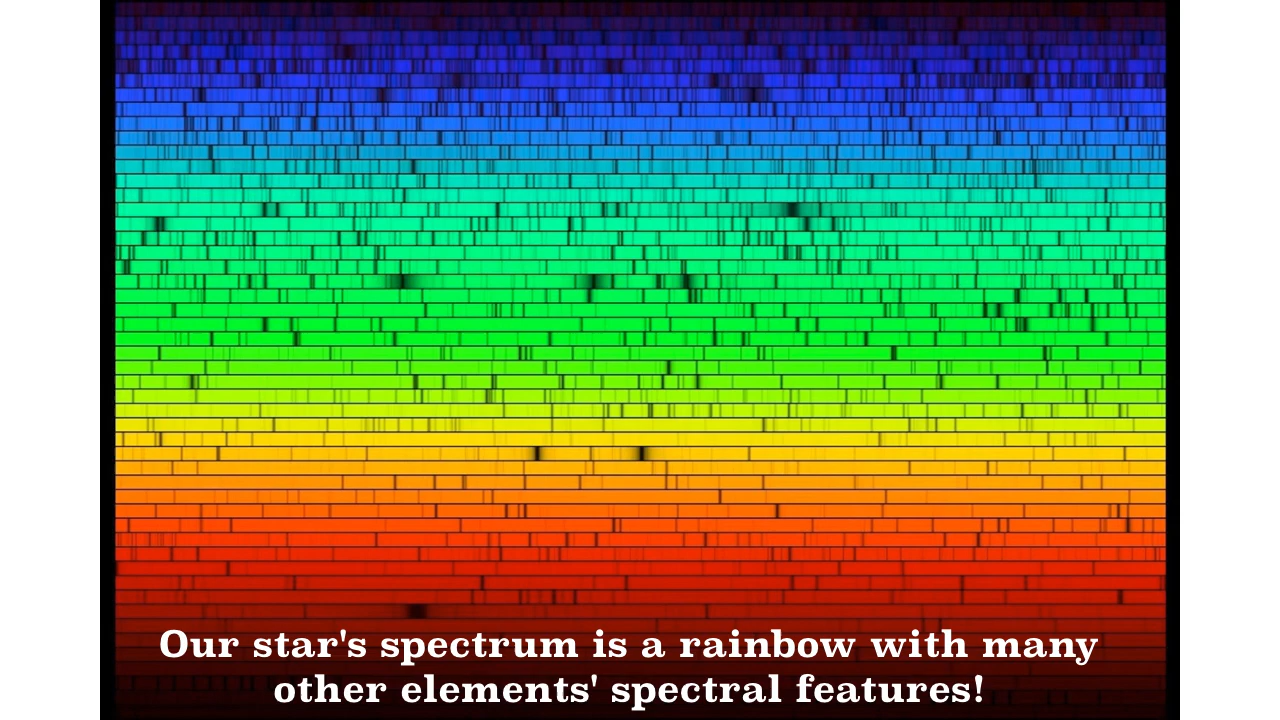 Our star's spectrum is a rainbow with many
other elements' spectral features!